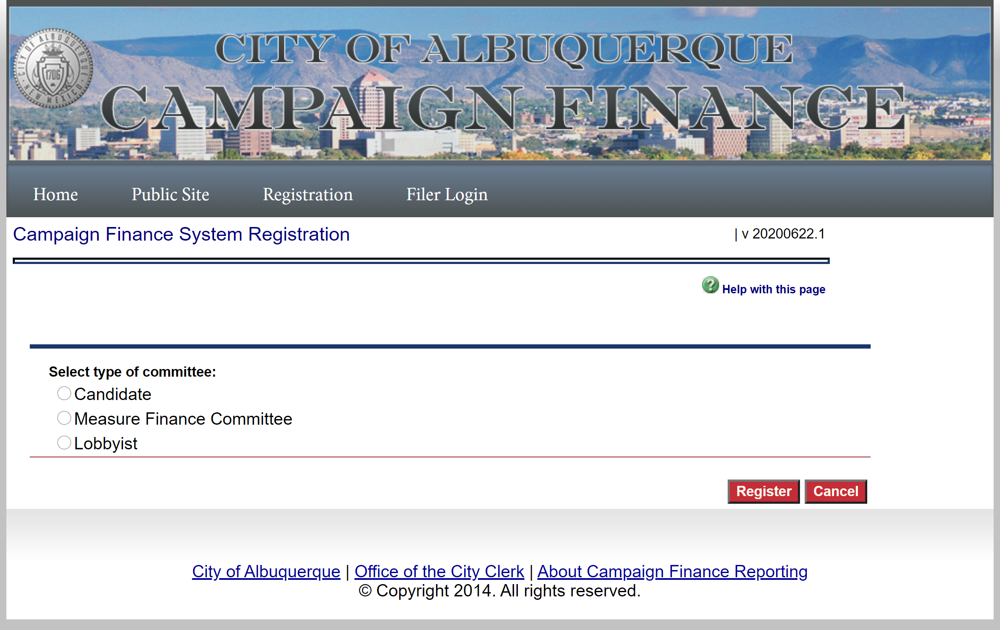 CITY OF ALBUQUERQUE
CAMPAIGN FINANCE
CITY OF ALBUQUERQUE · NEW MEXICO ·
1706
Home Public Site Registration Filer Login
Campaign Finance System Registration | v 20200622.1
Help with this page
Select type of committee:
Candidate
Measure Finance Committee
Lobbyist
Register Cancel
City of Albuquerque | Office of the City Clerk | About Campaign Finance Reporting
© Copyright 2014. All rights reserved.